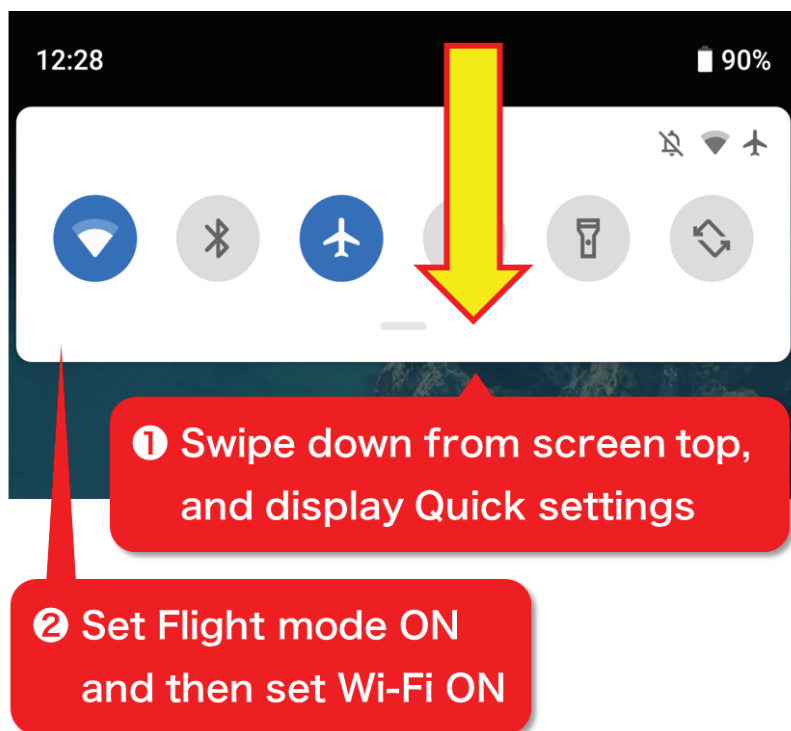 12:28 90%
❶ Swipe down from screen top,
and display Quick settings
❷ Set Flight mode ON
and then set Wi-Fi ON